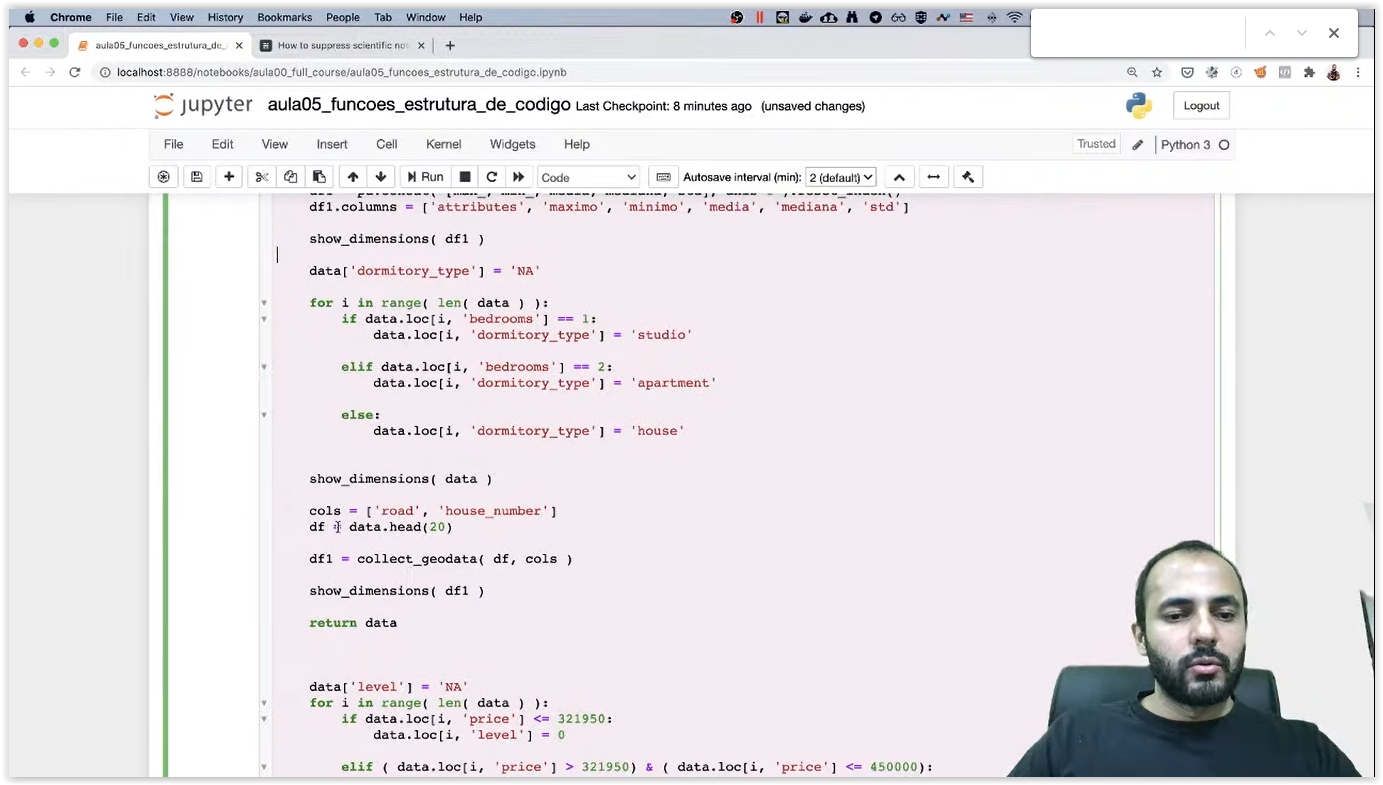 Chrome File Edit View History Bookmarks People Tab Window Help
aula05_funcoes_estrutura_de_
How to suppress scientific not
localhost:8888/notebooks/aula00_full_course/aula05_funcoes_estrutura_de_codigo.ipynb
jupyter aula05_funcoes_estrutura_de_codigo Last Checkpoint: 8 minutes ago (unsaved changes)
Logout
File Edit View Insert Cell Kernel Widgets Help
Trusted Python 3
Run Code Autosave interval (min): 2 (default)
df1.columns = ['attributes', 'maximo', 'minimo', 'media', 'mediana', 'std']
show_dimensions( df1 )
data['dormitory_type'] = 'NA'
for i in range( len( data ) ):
if data.loc[i, 'bedrooms'] == 1:
data.loc[i, 'dormitory_type'] = 'studio'
elif data.loc[i, 'bedrooms'] == 2:
data.loc[i, 'dormitory_type'] = 'apartment'
else:
data.loc[i, 'dormitory_type'] = 'house'
show_dimensions( data )
cols = ['road', 'house_number']
df = data.head(20)
df1 = collect_geodata( df, cols )
show_dimensions( df1 )
return data
data['level'] = 'NA'
for i in range( len( data ) ):
if data.loc[i, 'price'] <= 321950:
data.loc[i, 'level'] = 0
elif ( data.loc[i, 'price'] > 321950) & ( data.loc[i, 'price'] <= 450000):